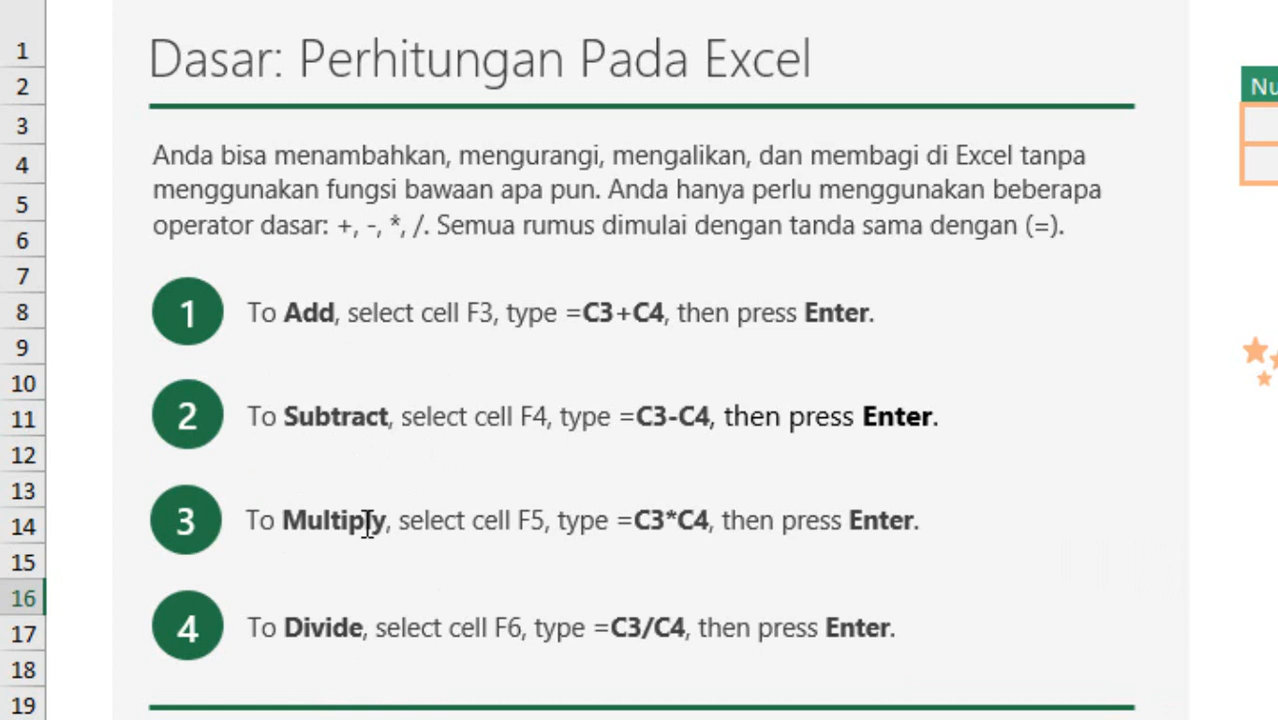 Dasar: Perhitungan Pada Excel
Anda bisa menambahkan, mengurangi, mengalikan, dan membagi di Excel tanpa
menggunakan fungsi bawaan apa pun. Anda hanya perlu menggunakan beberapa
operator dasar: +, -, *, /. Semua rumus dimulai dengan tanda sama dengan (=).
1 To Add, select cell F3, type =C3+C4, then press Enter.
2 To Subtract, select cell F4, type =C3-C4, then press Enter.
3 To Multiply, select cell F5, type =C3*C4, then press Enter.
4 To Divide, select cell F6, type =C3/C4, then press Enter.
1
2
3
4
5
6
7
8
9
10
11
12
13
14
15
16
17
18
19